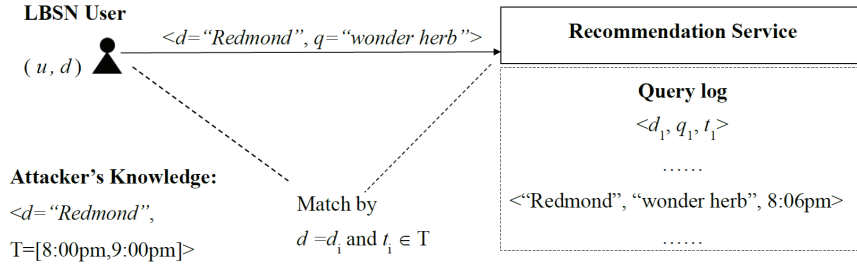 LBSN User
(u, d)
<d=“Redmond”, q=“wonder herb”>
Recommendation Service
Query log
<d1, q1, t1>
......
<“Redmond”, “wonder herb”, 8:06pm>
......
Attacker’s Knowledge:
<d=“Redmond”,
T=[8:00pm,9:00pm]>
Match by
d =di and ti ∈ T